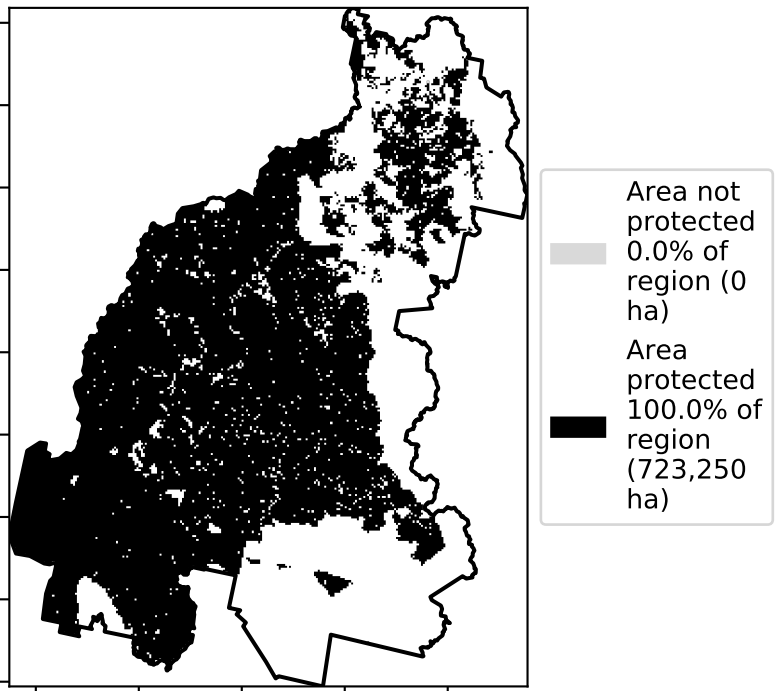 Area not
protected
0.0% of
region (0
ha)
Area
protected
100.0% of
region
(723,250
ha)